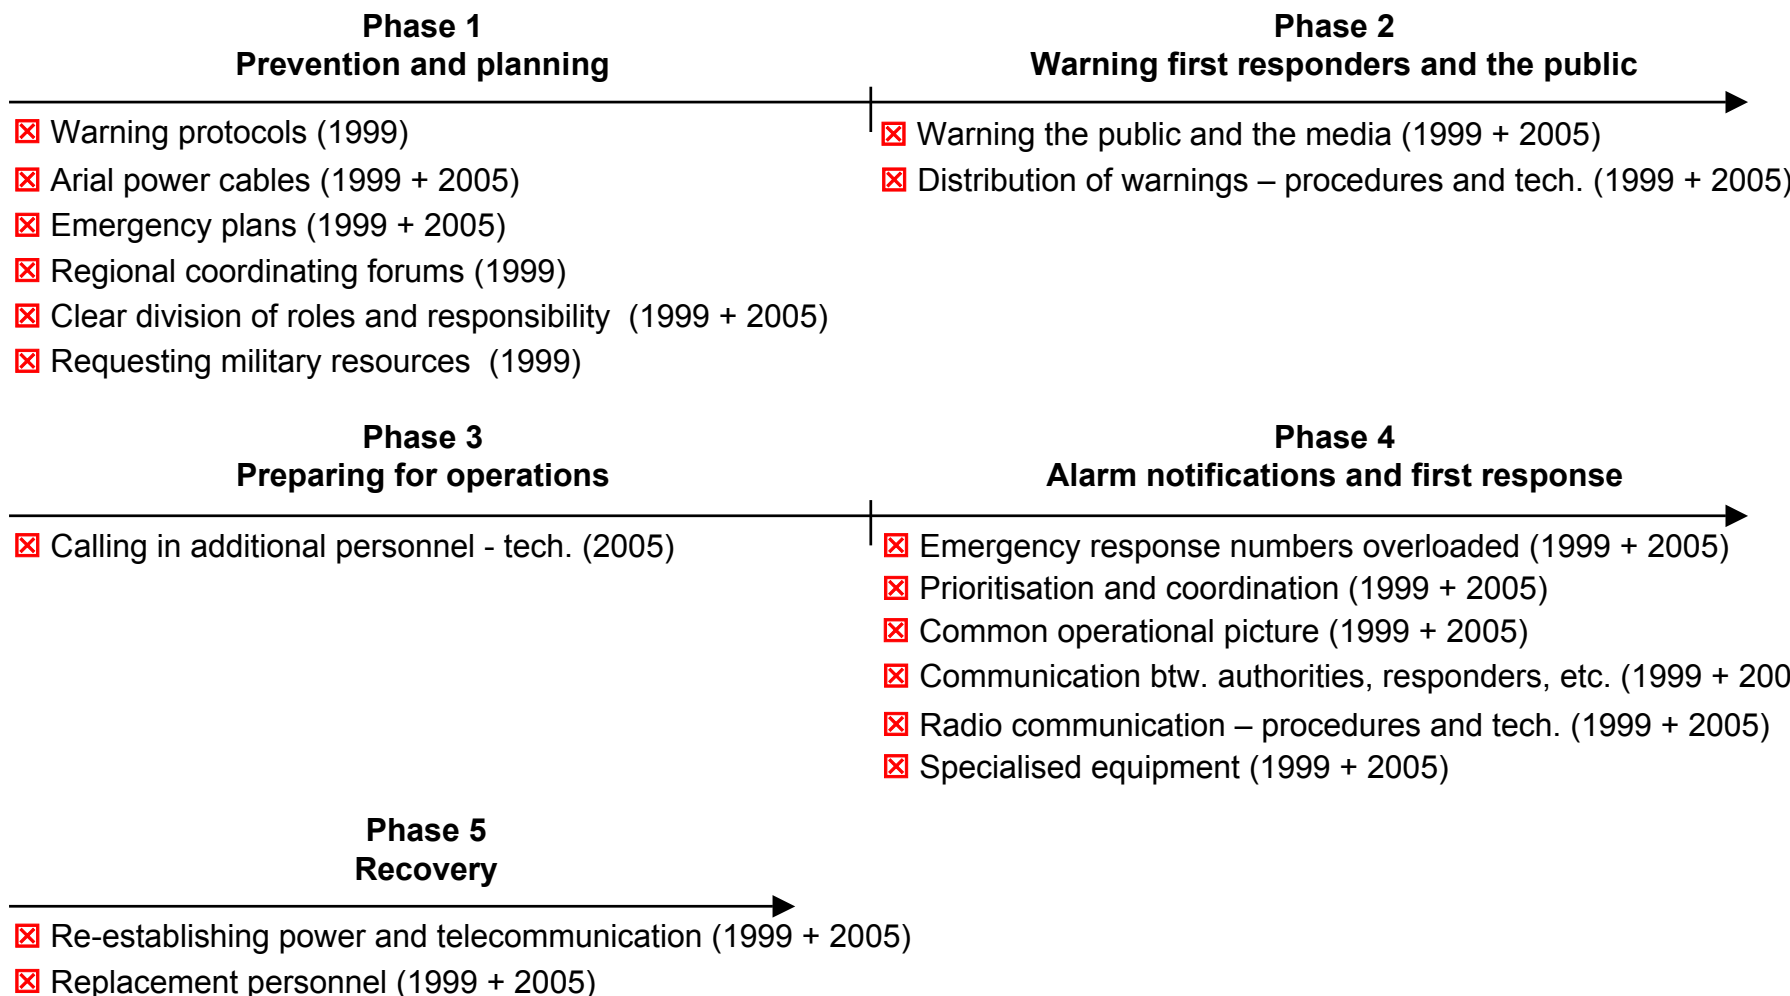 Phase 1
Prevention and planning
Phase 2
Warning first responders and the public
Warning protocols (1999)
Arial power cables (1999 + 2005)
Emergency plans (1999 + 2005)
Regional coordinating forums (1999)
Clear division of roles and responsibility (1999 + 2005)
Requesting military resources (1999)
Warning the public and the media (1999 + 2005)
Distribution of warnings – procedures and tech. (1999 + 2005)
Phase 3
Preparing for operations
Phase 4
Alarm notifications and first response
Calling in additional personnel - tech. (2005)
Emergency response numbers overloaded (1999 + 2005)
Prioritisation and coordination (1999 + 2005)
Common operational picture (1999 + 2005)
Communication btw. authorities, responders, etc. (1999 + 200
Radio communication – procedures and tech. (1999 + 2005)
Specialised equipment (1999 + 2005)
Phase 5
Recovery
Re-establishing power and telecommunication (1999 + 2005)
Replacement personnel (1999 + 2005)